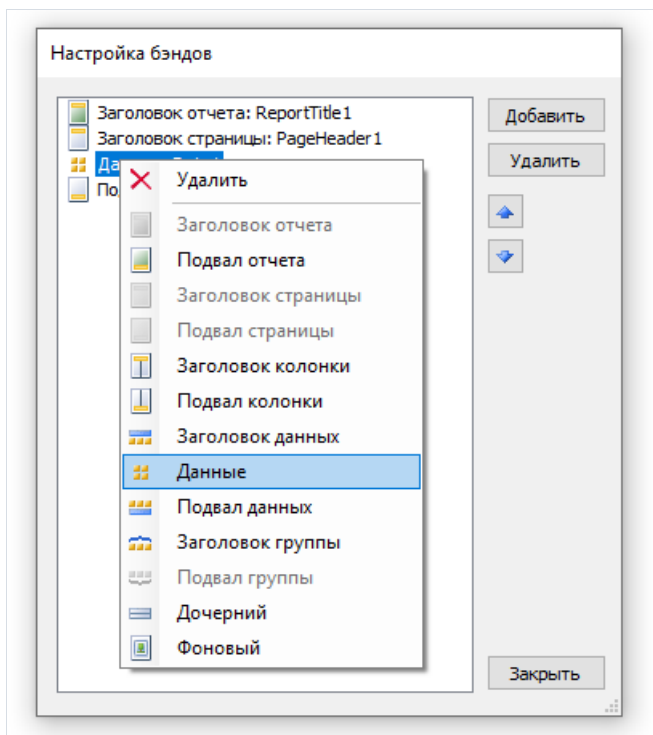 Настройка бэндов
Заголовок отчета: ReportTitle1
Заголовок страницы: PageHeader1
Добавить
Удалить
Удалить
Заголовок отчета
Подвал отчета
Заголовок страницы
Подвал страницы
Заголовок колонки
Подвал колонки
Заголовок данных
Данные
Подвал данных
Заголовок группы
Подвал группы
Дочерний
Фоновый
Закрыть